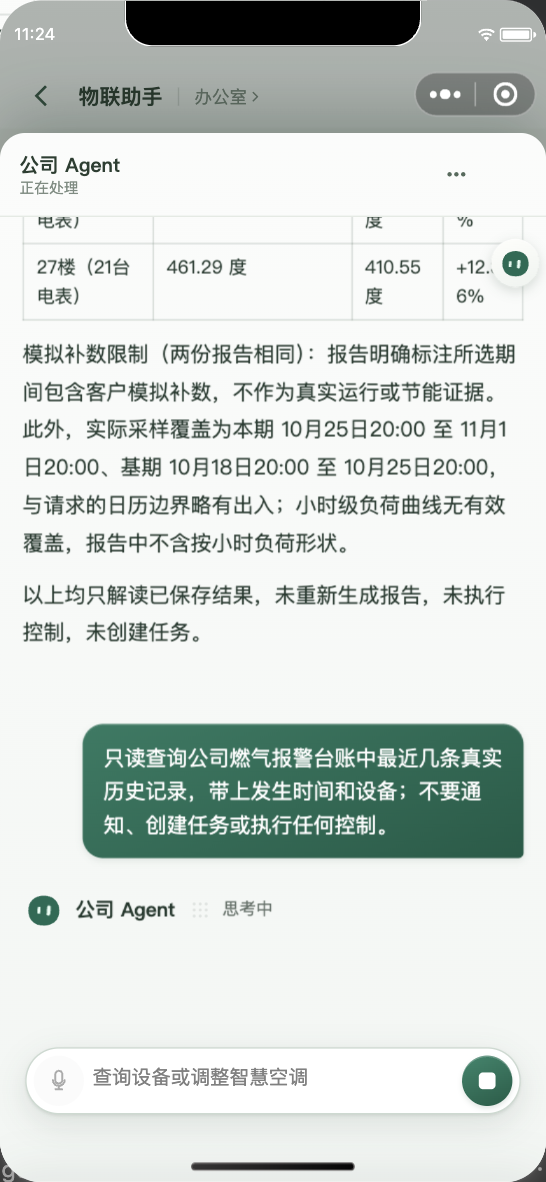 11:24
物联助手
办公室 >
公司 Agent
正在处理
电表） 度 %
27楼（21台 461.29 度 410.55 +12.
电表） 度 6%
模拟补数限制（两份报告相同）：报告明确标注所选期
间包含客户模拟补数，不作为真实运行或节能证据。
此外，实际采样覆盖为本期 10月25日20:00 至 11月1
日20:00、基期 10月18日20:00 至 10月25日20:00，
与请求的日历边界略有出入；小时级负荷曲线无有效
覆盖，报告中不含按小时负荷形状。
以上均只解读已保存结果，未重新生成报告，未执行
控制，未创建任务。
只读查询公司燃气报警台账中最近几条真实
历史记录，带上发生时间和设备；不要通
知、创建任务或执行任何控制。
公司 Agent 思考中
查询设备或调整智慧空调